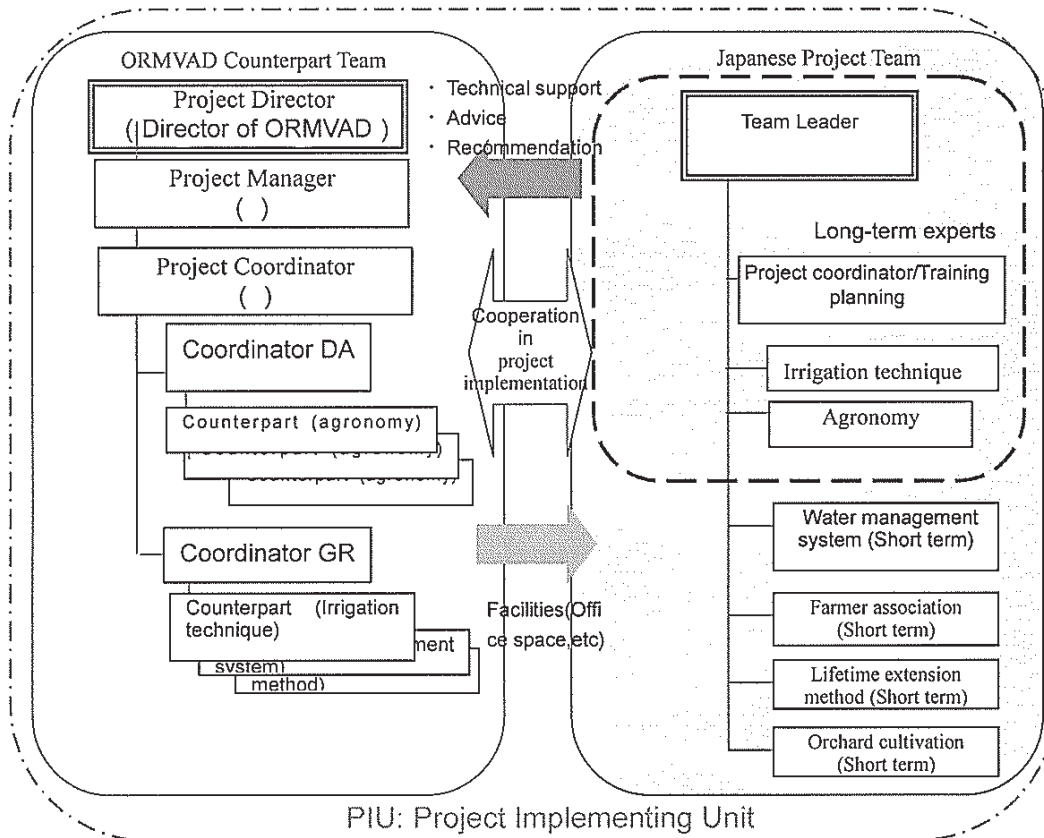 ORMVAD Counterpart Team
Project Director
( Director of ORMVAD )
Project Manager
( )
Project Coordinator
( )
Coordinator DA
Counterpart (agronomy)
(agronomy)
(agronomy)
Coordinator GR
Counterpart (Irrigation
technique)
ment
system)
method)
・ Technical support
・ Advice
・ Recommendation
Cooperation
in
project
implementation
Facilities(Offi
ce space,etc)
Japanese Project Team
Team Leader
Long-term experts
Project coordinator/Training
planning
Irrigation technique
Agronomy
Water management
system (Short term)
Farmer association
(Short term)
Lifetime extension
method (Short term)
Orchard cultivation
(Short term)
PIU: Project Implementing Unit